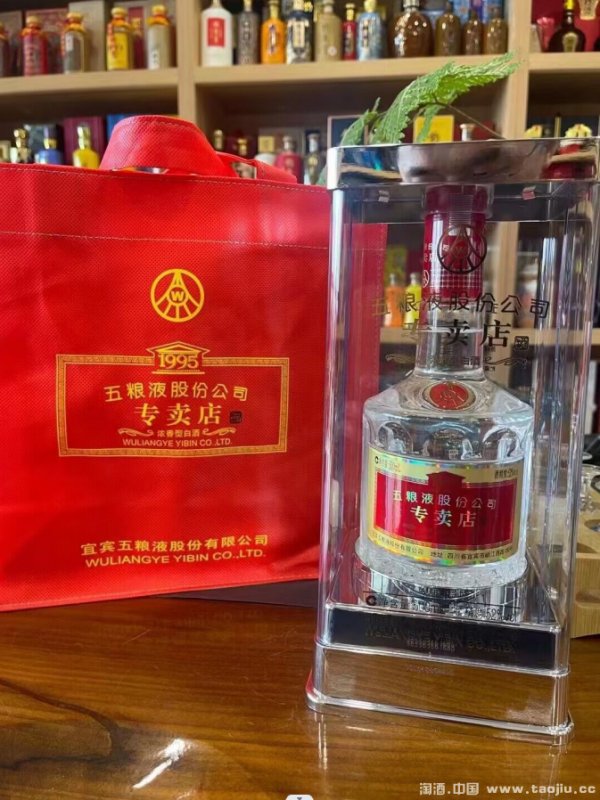 W
1995
五粮液股份公司
专卖店
浓香型白酒
WULIANGYE YIBIN CO.,LTD.
宜宾五粮液股份有限公司
WULIANGYE YIBIN CO.,LTD.
五粮液股份公司
专卖店
五粮液股份公司
专卖店
淘酒.中国 www.taojiu.cc